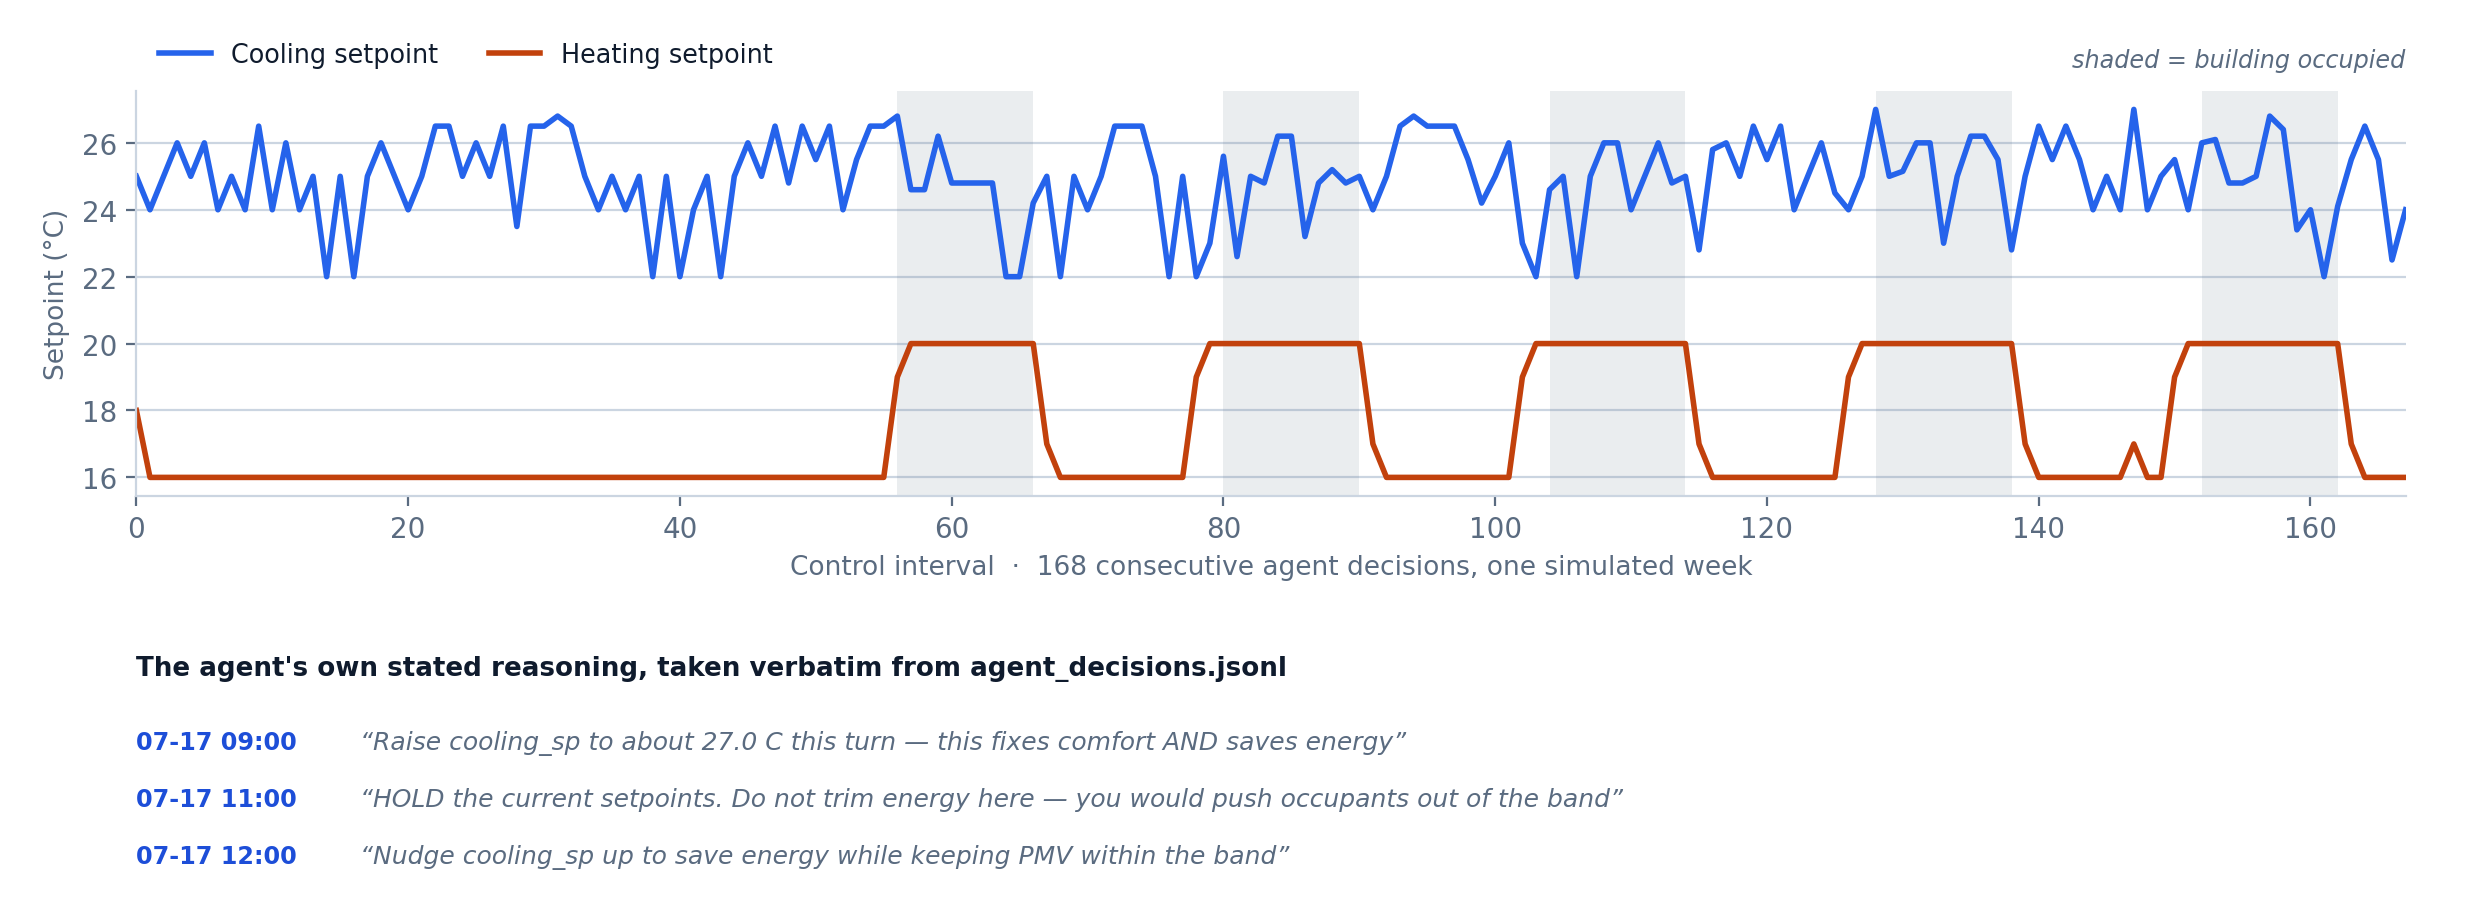 Cooling setpoint
Heating setpoint
shaded = building occupied
Setpoint (°C)
26
24
22
20
18
16
0 20 40 60 80 100 120 140 160
Control interval · 168 consecutive agent decisions, one simulated week
The agent's own stated reasoning, taken verbatim from agent_decisions.jsonl
07-17 09:00 “Raise cooling_sp to about 27.0 C this turn — this fixes comfort AND saves energy”
07-17 11:00 “HOLD the current setpoints. Do not trim energy here — you would push occupants out of the band”
07-17 12:00 “Nudge cooling_sp up to save energy while keeping PMV within the band”